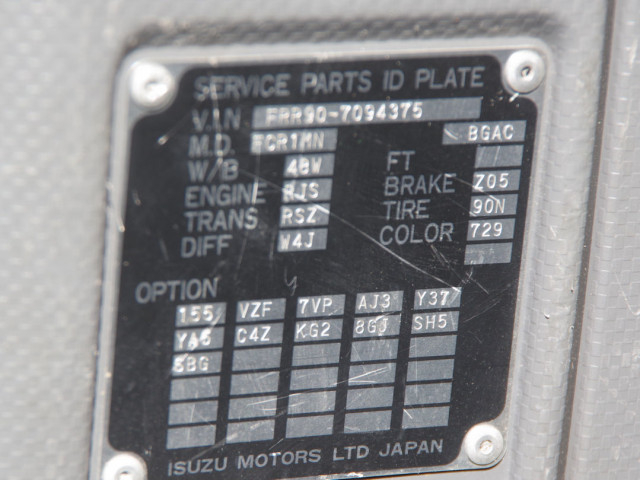 SERVICE PARTS ID PLATE
V.I.N. FRR90-7094375
M.D. FCR1MN BGAC
W/B 48W FT
ENGINE RJS BRAKE Z05
TRANS RSZ TIRE 90N
DIFF W4J COLOR 729
OPTION
155 VZF 7VP AJ3 Y37
YA6 C4Z KG2 8GJ SH5
SBG
ISUZU MOTORS LTD JAPAN